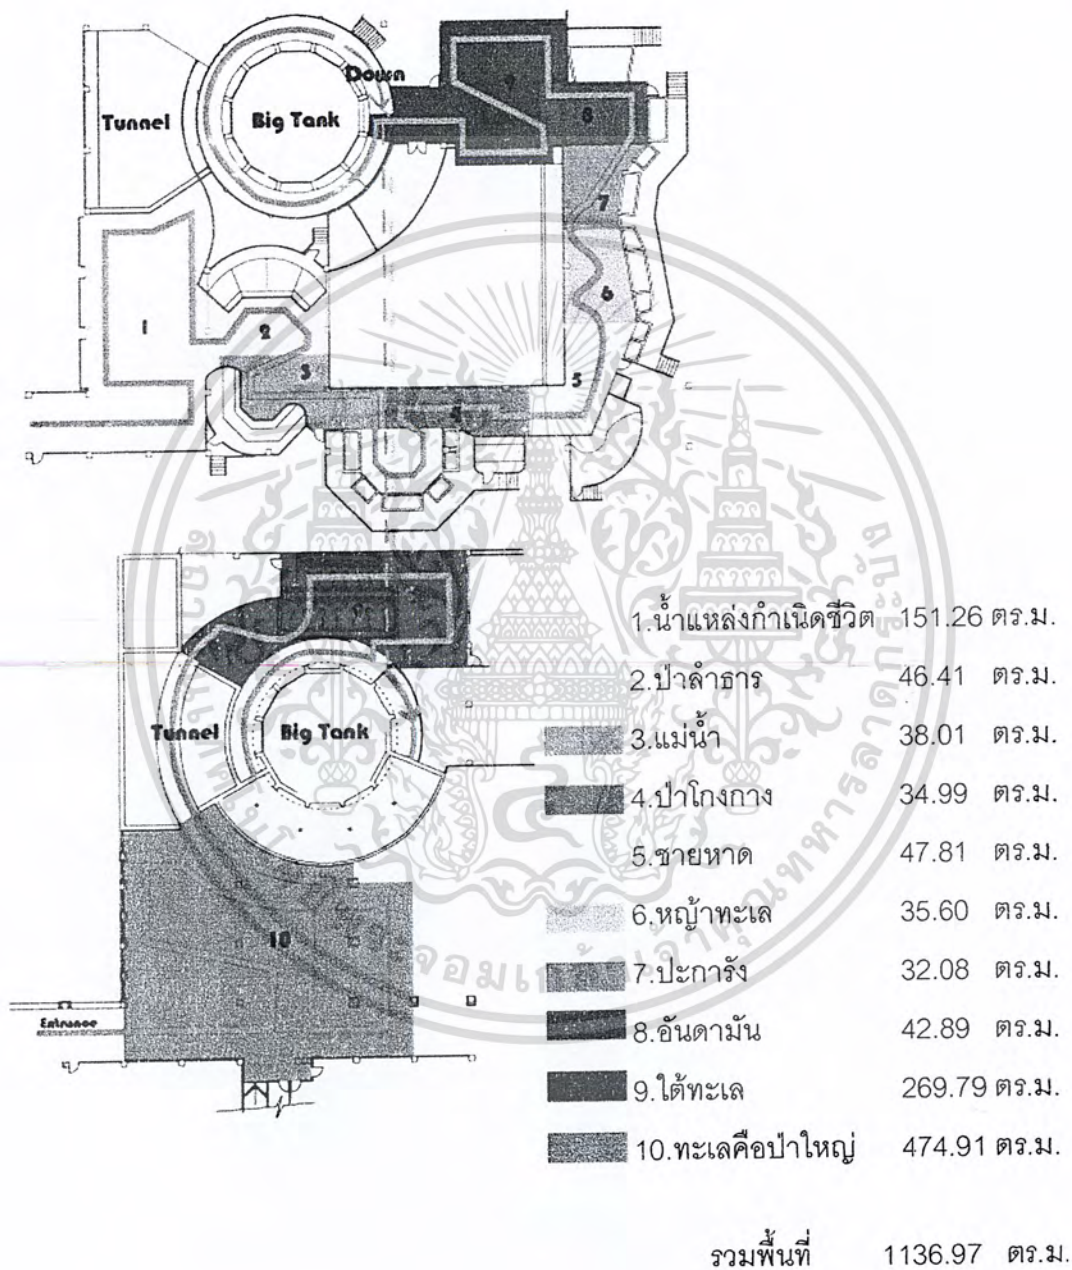 Down
9
Tunnel
Big Tank
8
7
6
1
2
3
5
4
9
Tunnel
Big Tank
10
Entrance
1.น้ำแหล่งกำเนิดชีวิต 151.26 ตร.ม.
2.ป่าลำธาร 46.41 ตร.ม.
3.แม่น้ำ 38.01 ตร.ม.
4.ป่าโกงกาง 34.99 ตร.ม.
5.ชายหาด 47.81 ตร.ม.
6.หญ้าทะเล 35.60 ตร.ม.
7.ปะการัง 32.08 ตร.ม.
8.อันดามัน 42.89 ตร.ม.
9.ใต้ทะเล 269.79 ตร.ม.
10.ทะเลคือป่าใหญ่ 474.91 ตร.ม.
รวมพื้นที่ 1136.97 ตร.ม.